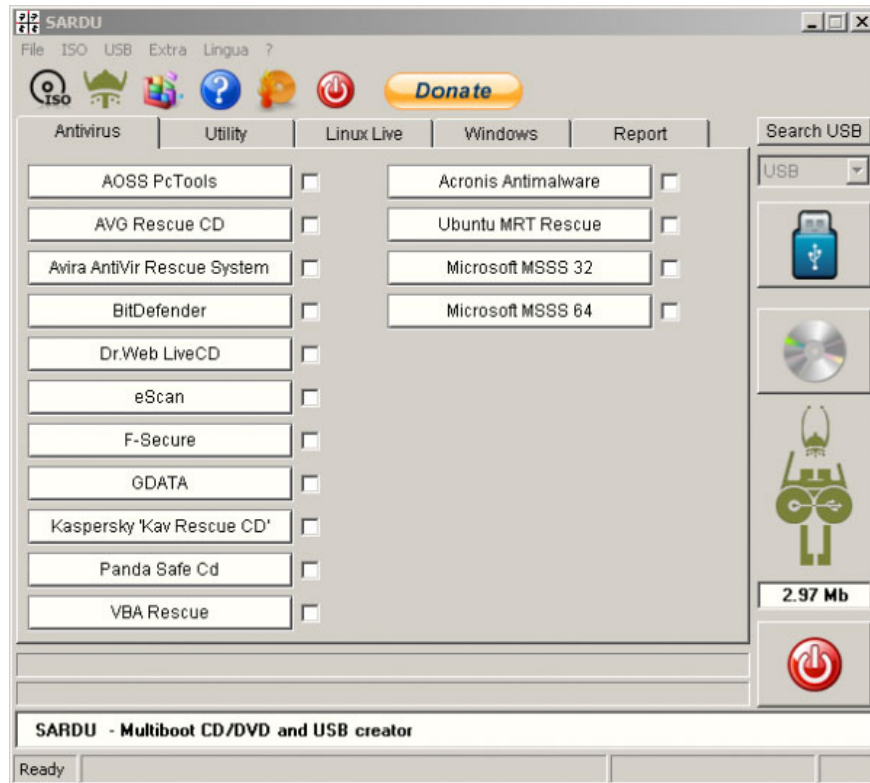 SARDU
File ISO USB Extra Lingua ?
ISO Donate
Antivirus Utility Linux Live Windows Report Search USB
USB
AOSS PcTools Acronis Antimalware
AVG Rescue CD Ubuntu MRT Rescue
Avira AntiVir Rescue System Microsoft MSSS 32
BitDefender Microsoft MSSS 64
Dr.Web LiveCD
eScan
F-Secure
GDATA
Kaspersky 'Kav Rescue CD'
Panda Safe Cd
VBA Rescue
2.97 Mb
SARDU - Multiboot CD/DVD and USB creator
Ready